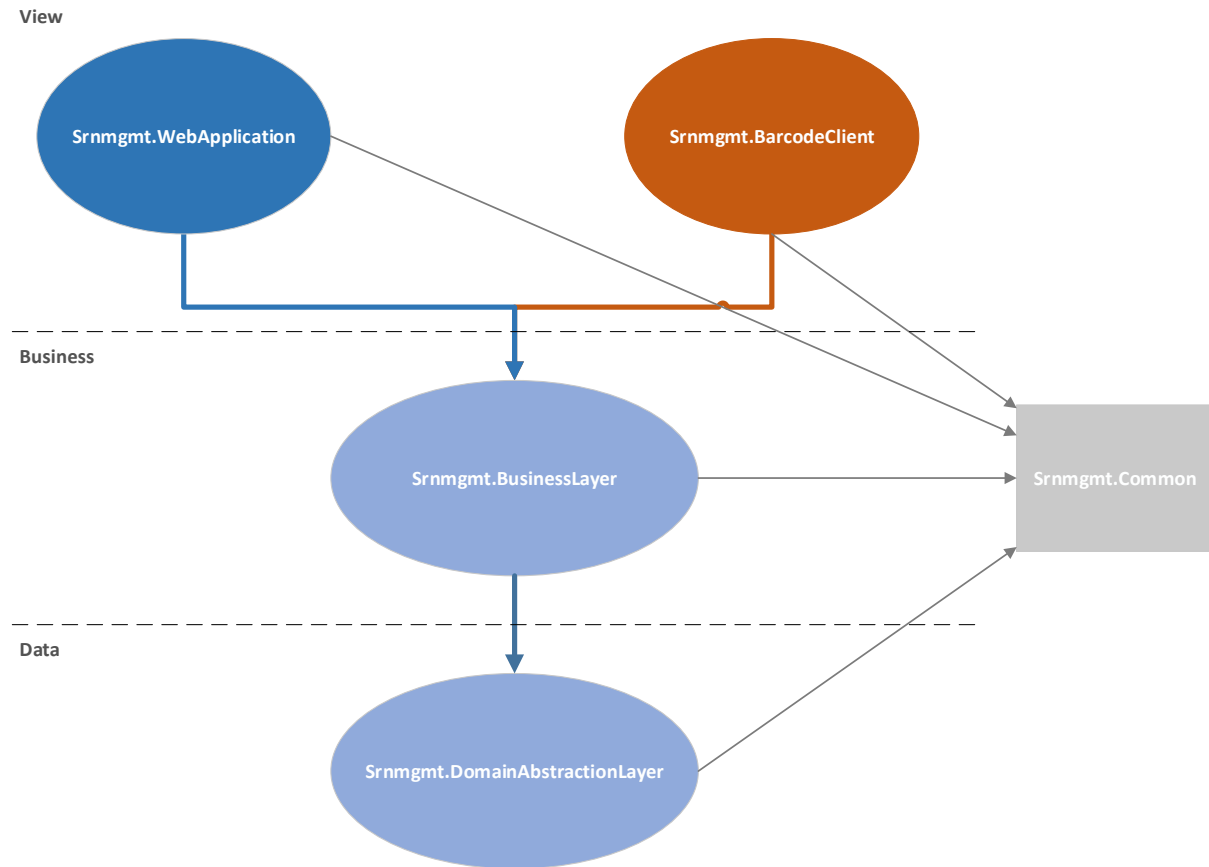 View
Srnmgmt.WebApplication
Srnmgmt.BarcodeClient
Business
Srnmgmt.BusinessLayer
Srnmgmt.Common
Data
Srnmgmt.DomainAbstractionLayer